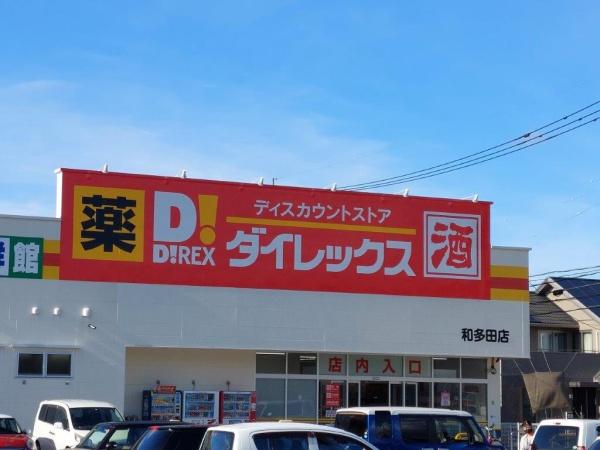 薬
D!
D!REX
ディスカウントストア
ダイレックス
酒
館
和多田店
店内入口